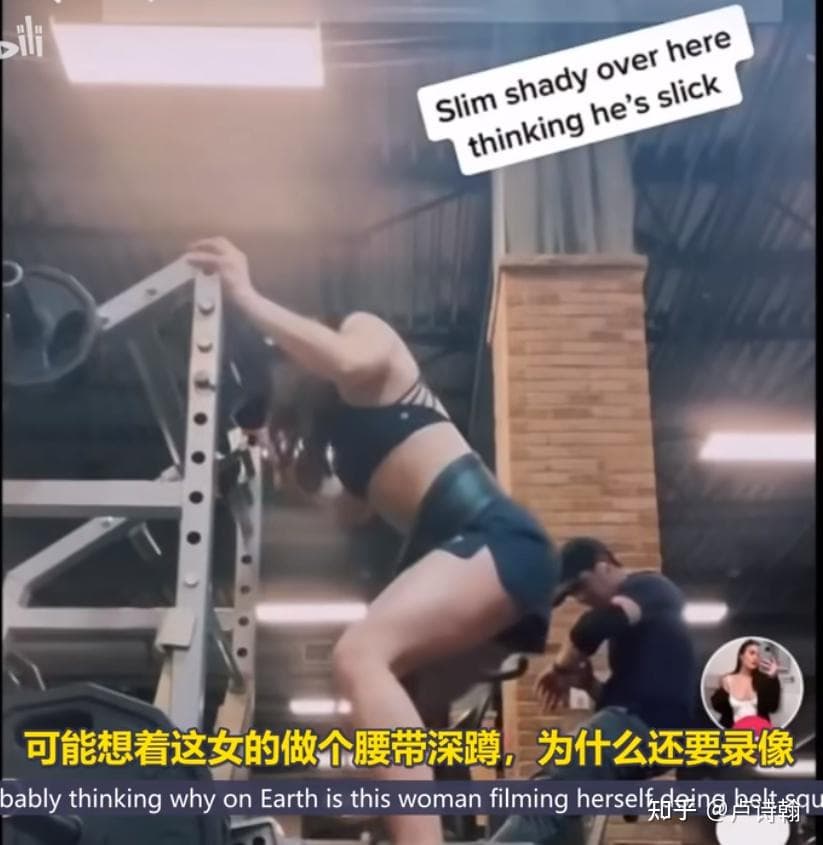 Slim shady over here
thinking he's slick
可能想着这女的做个腰带深蹲，为什么还要录像
bably thinking why on Earth is this woman filming herself doing belt squ
知乎 @卢诗翰